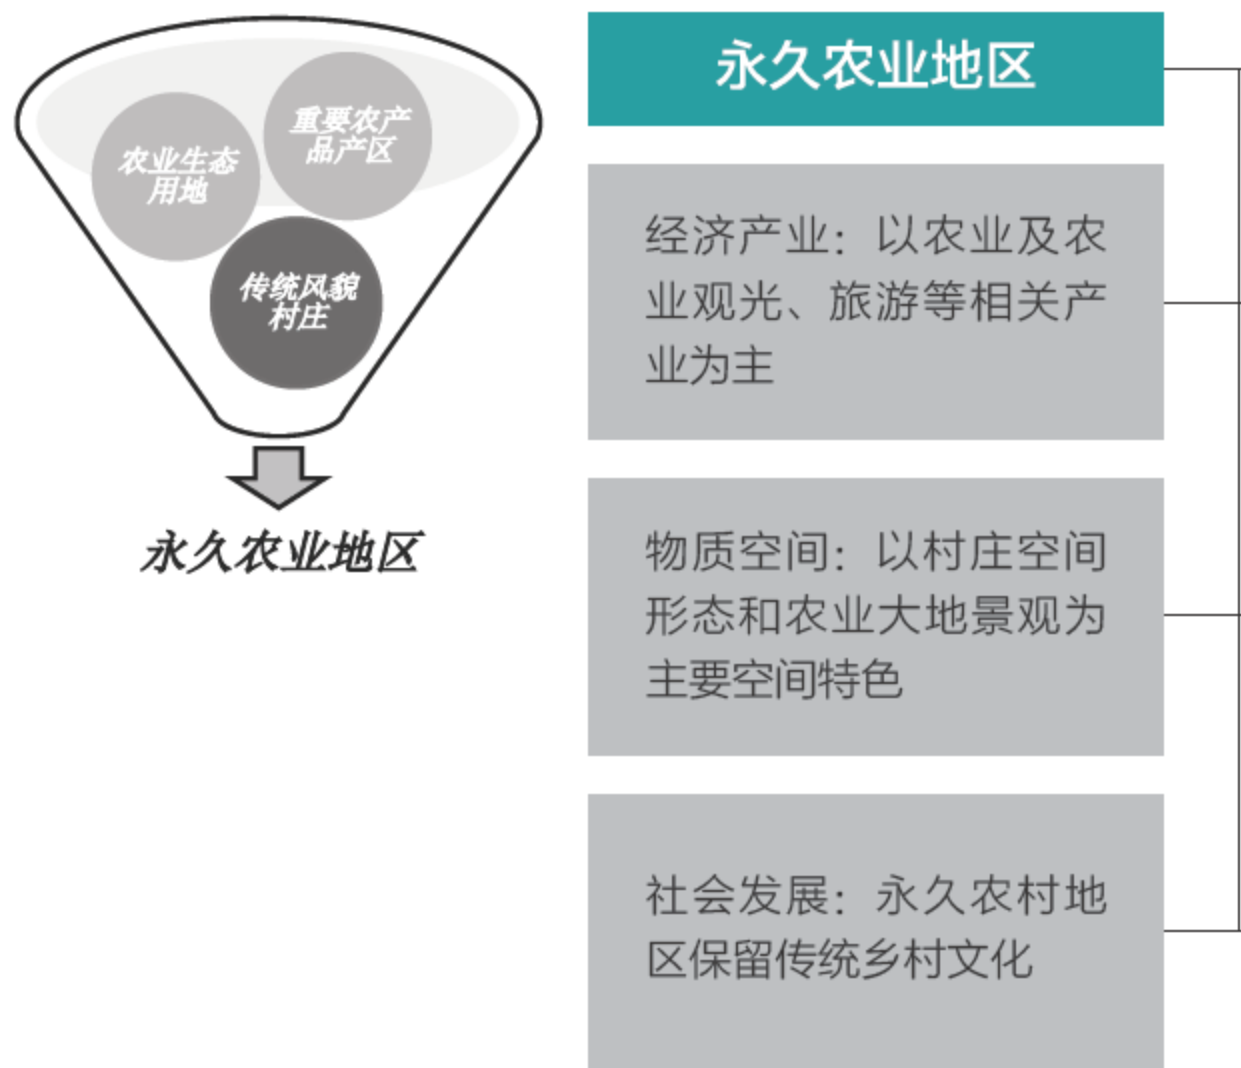 重要农产
品产区
农业生态
用地
传统风貌
村庄
永久农业地区
永久农业地区
经济产业：以农业及农
业观光、旅游等相关产
业为主
物质空间：以村庄空间
形态和农业大地景观为
主要空间特色
社会发展：永久农村地
区保留传统乡村文化